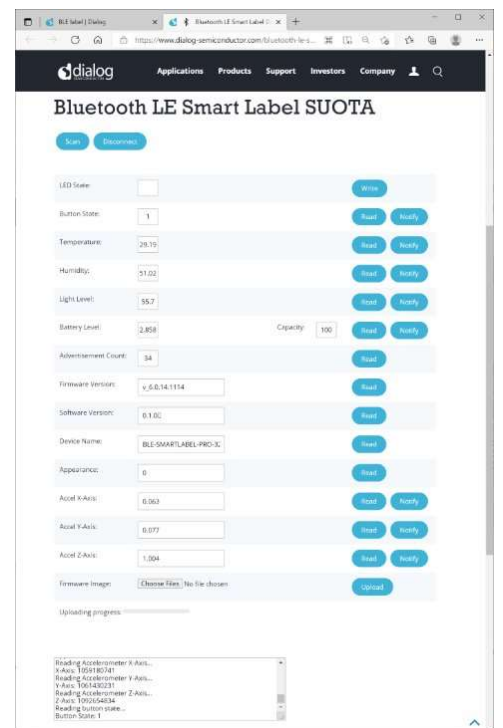 BLE label | Dialog
Bluetooth LE Smart Label
https://www.dialog-semiconductor.com/bluetooth-le-s...
dialog
SEMICONDUCTOR
Applications Products Support Investors Company
Bluetooth LE Smart Label SUOTA
Scan Disconnect
LED State: Write
Button State: 1 Read Notify
Temperature: 29.19 Read Notify
Humidity: 51.02 Read Notify
Light Level: 55.7 Read Notify
Battery Level: 2.858 Capacity: 100 Read Notify
Advertisement Count: 34 Read
Firmware Version: v_6.0.14.1114 Read
Software Version: 0.1.0 Read
Device Name: BLE-SMARTLABEL-PRO- Read
Appearance: 0 Read
Accel X-Axis: 0.063 Read Notify
Accel Y-Axis: 0.077 Read Notify
Accel Z-Axis: 1.004 Read Notify
Firmware Image: Choose Files No file chosen Upload
Uploading progress:
Reading Accelerometer X-Axis...
X-Axis: 1059180741
Reading Accelerometer Y-Axis...
Y-Axis: 1061430231
Reading Accelerometer Z-Axis...
Z-Axis: 1092654834
Reading button state...
Button State: 1